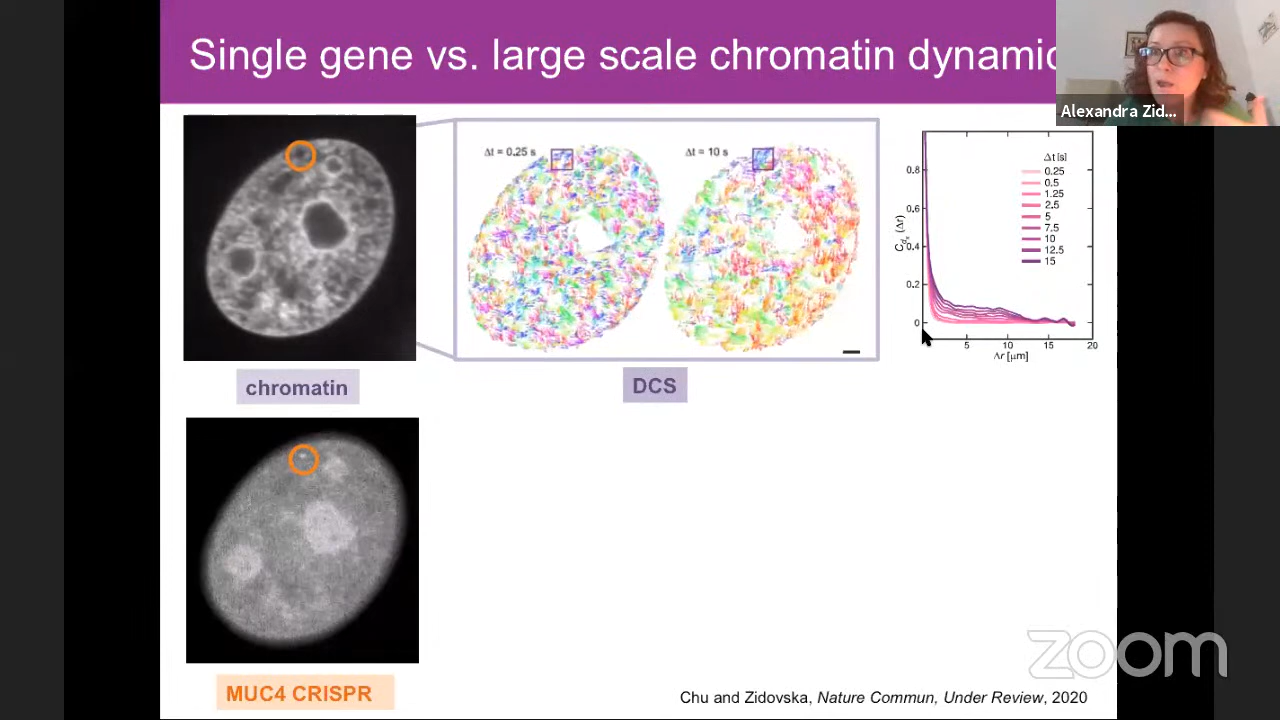 Single gene vs. large scale chromatin dynamic
Alexandra Zid...
Δt = 0.25 s
Δt = 10 s
Δt [s]
0.25
0.5
1.25
2.5
5
7.5
10
12.5
15
0.8
0.6
0.4
0.2
0
5
10
15
20
Δr [μm]
chromatin
DCS
MUC4 CRISPR
zoom
Chu and Zidovska, Nature Commun, Under Review, 2020